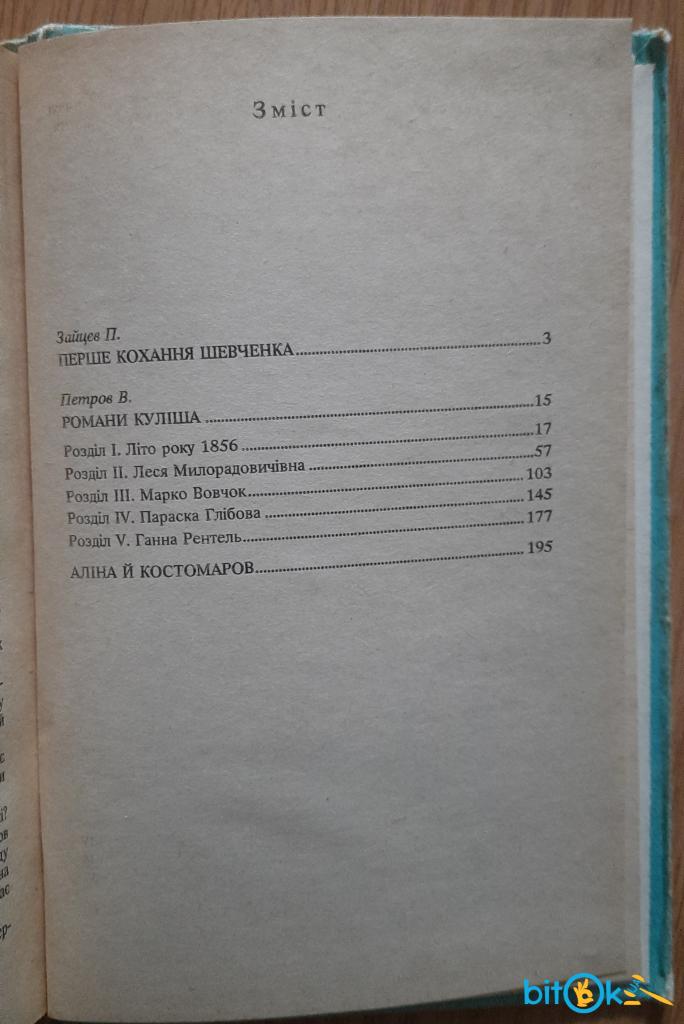 Зміст
Зайцев П.
ПЕРШЕ КОХАННЯ ШЕВЧЕНКА........3
Петров В.
РОМАНИ КУЛІША........15
Розділ I. Літо року 1856........17
Розділ II. Леся Милорадовичівна........57
Розділ III. Марко Вовчок........103
Розділ IV. Параска Глібова........145
Розділ V. Ганна Рентель........177
АЛІНА Й КОСТОМАРОВ........195
bitOk